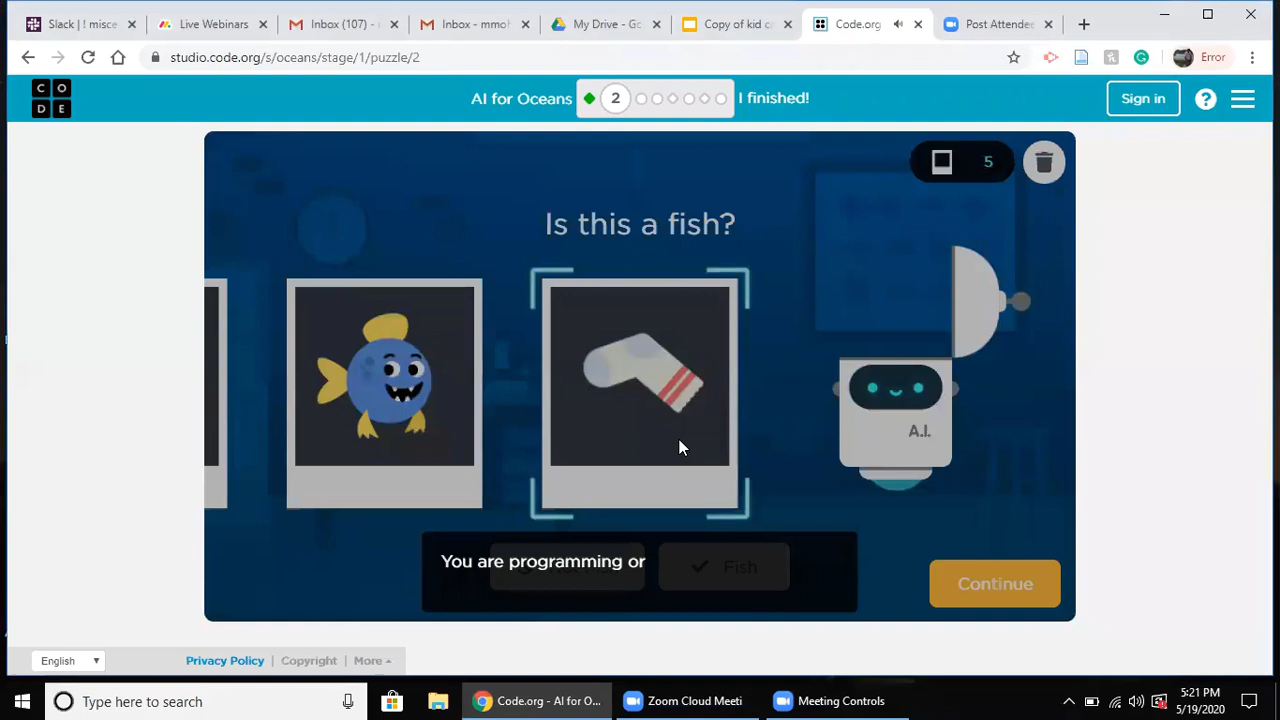 Slack | ! misce
Live Webinars
Inbox (107) - 
Inbox - mmoh
My Drive - Go
Copy of kid c
Code.org
Post Attende
studio.code.org/s/oceans/stage/1/puzzle/2
Error
C O
D E
AI for Oceans
2
I finished!
Sign in
?
5
Is this a fish?
A.I.
You are programming or
Fish
Continue
English
Privacy Policy | Copyright | More
Type here to search
Code.org - AI for O...
Zoom Cloud Meeti
Meeting Controls
5:21 PM
5/19/2020